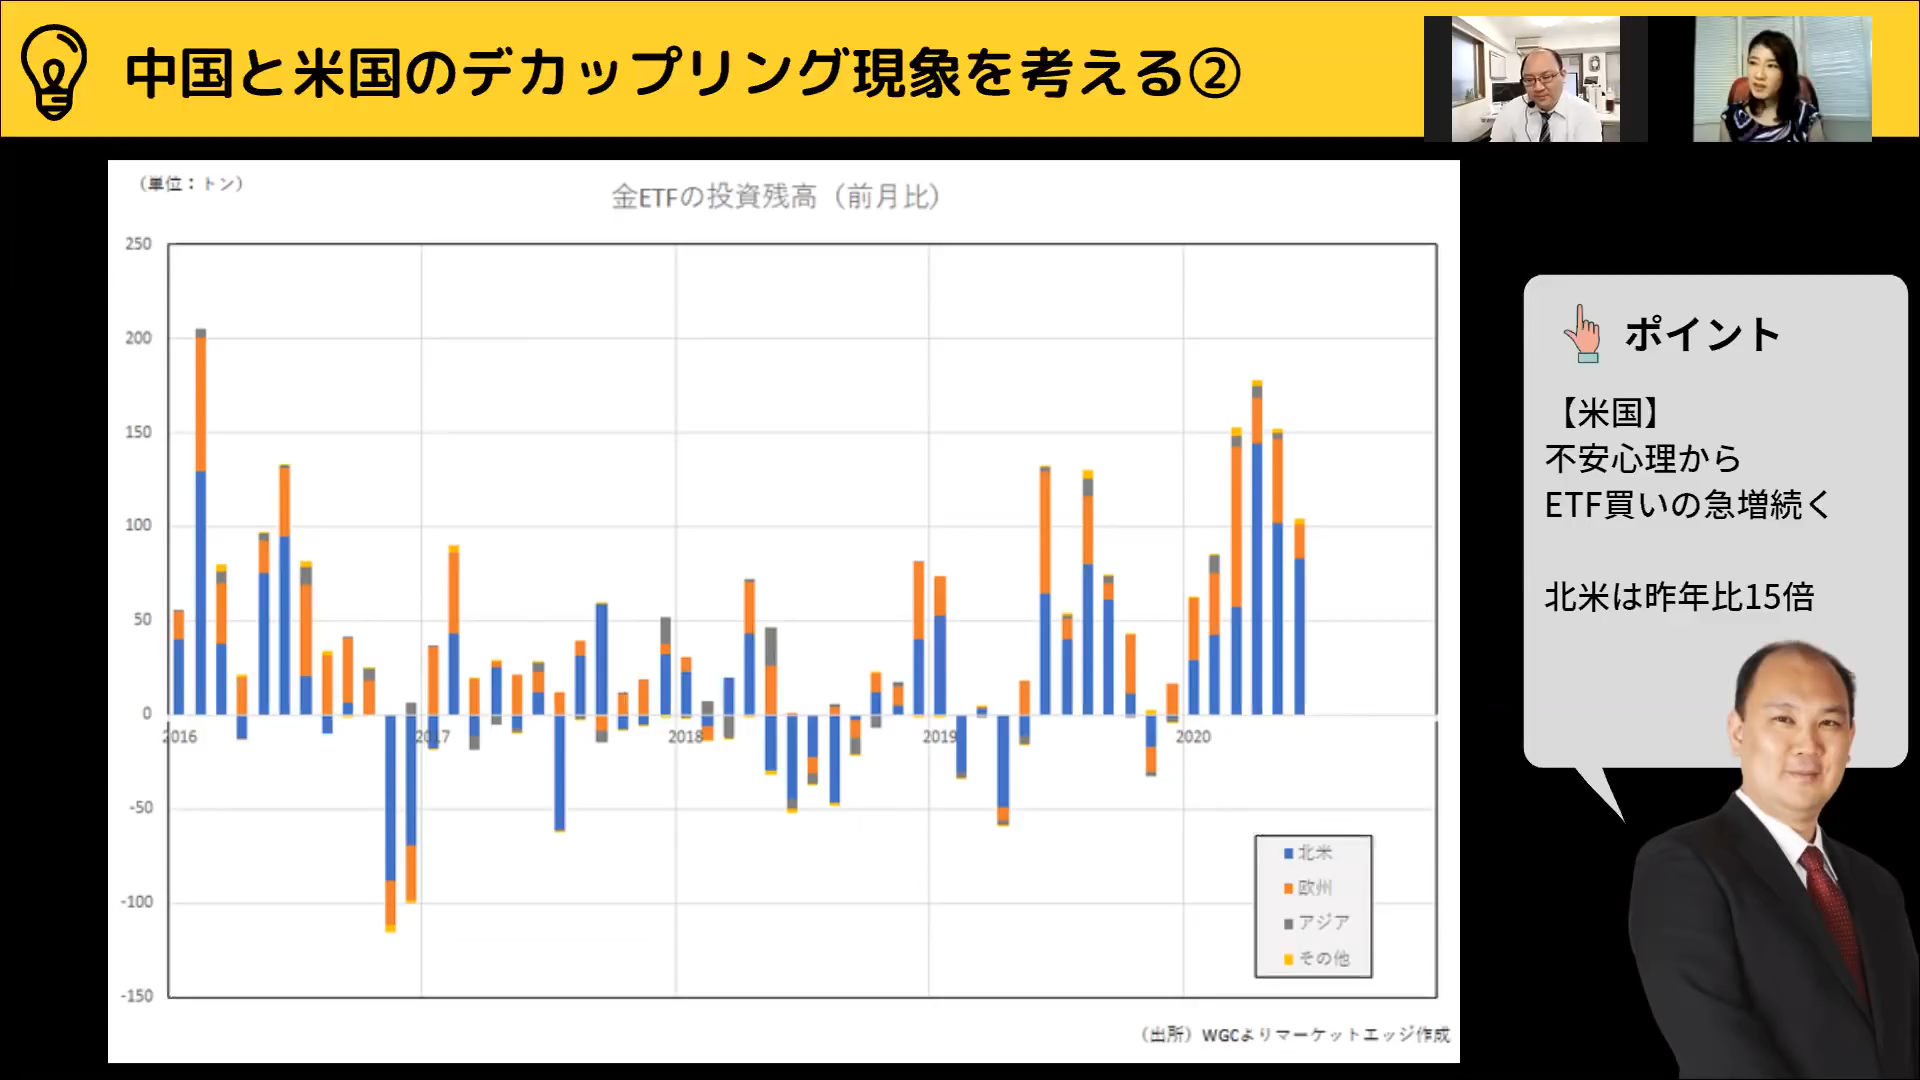 中国と米国のデカップリング現象を考える②
（単位：トン）
金ETFの投資残高（前月比）
250
200
150
100
50
0
-50
-100
-150
2016
2017
2018
2019
2020
北米
欧州
アジア
その他
（出所）WGCよりマーケットエッジ作成
ポイント
【米国】
不安心理から
ETF買いの急増続く
北米は昨年比15倍